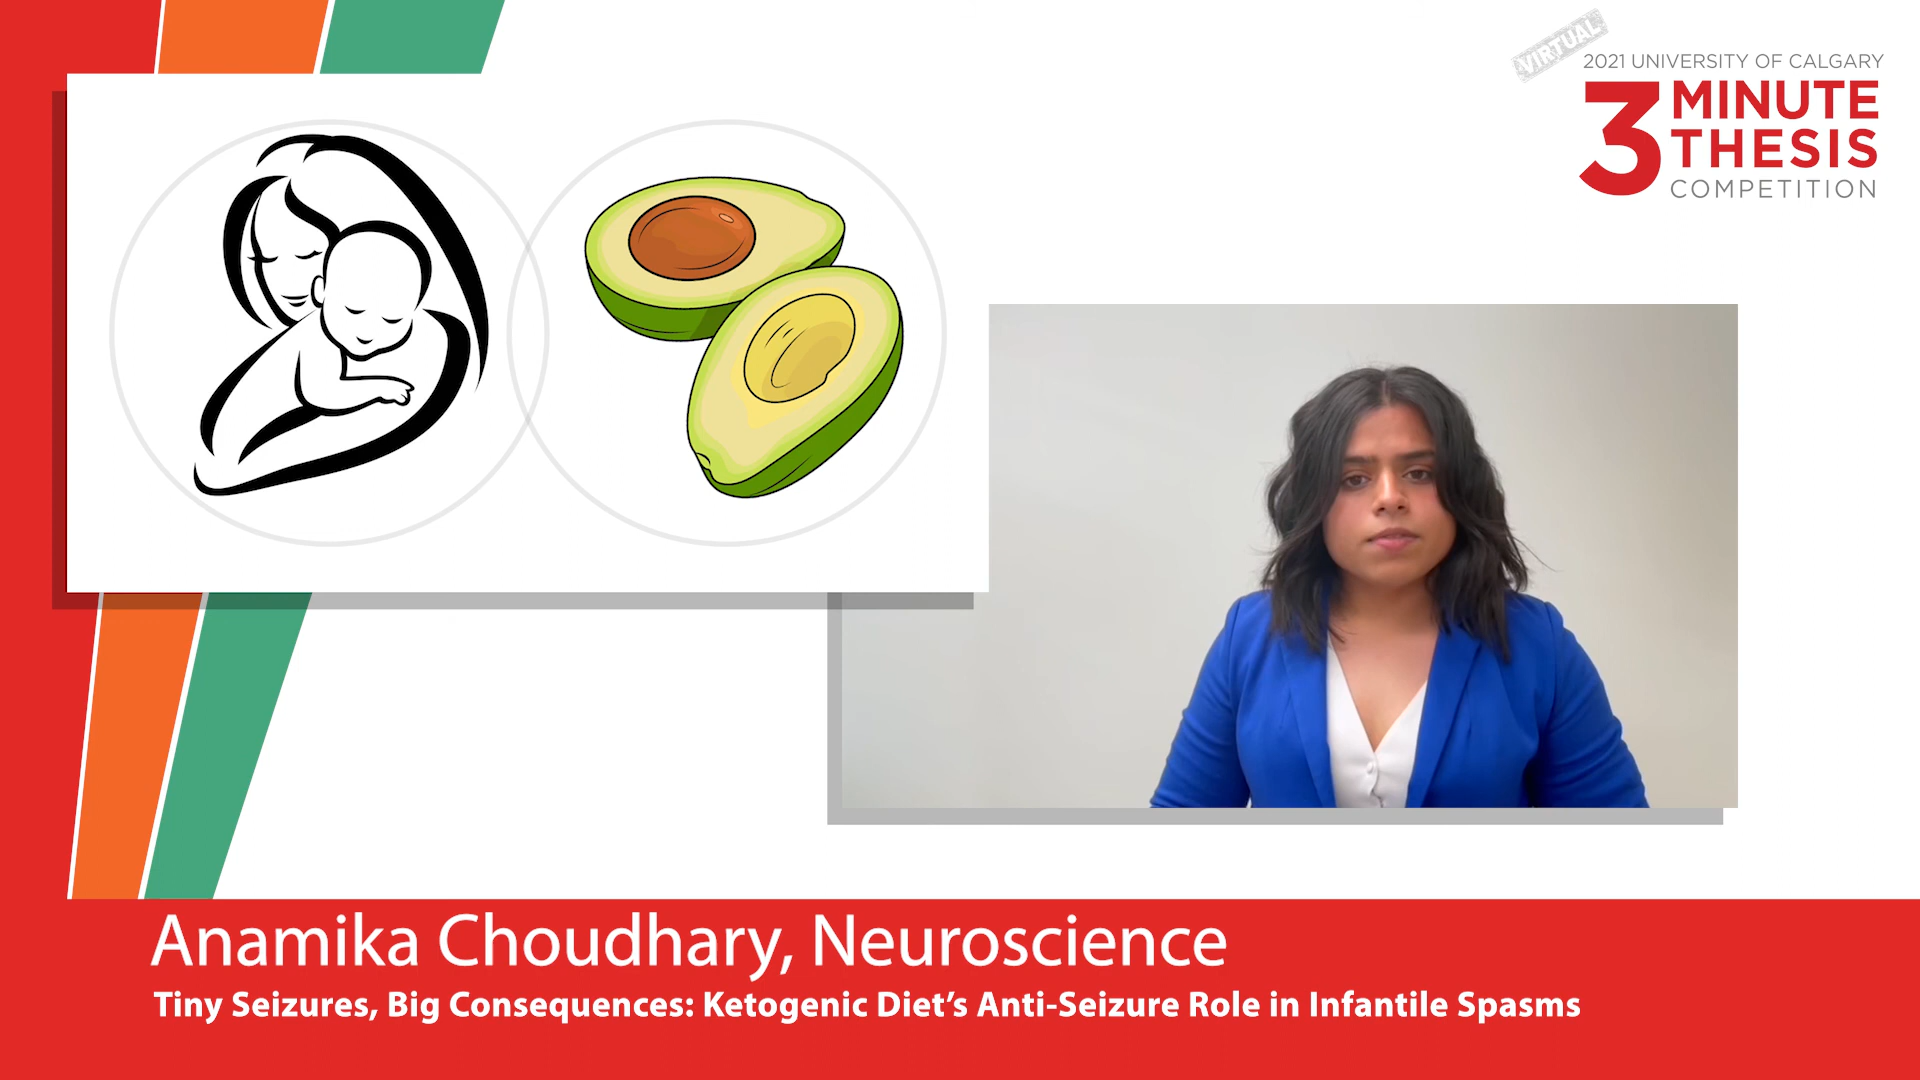 VIRTUAL
2021 UNIVERSITY OF CALGARY
3 MINUTE
THESIS
COMPETITION
Anamika Choudhary, Neuroscience
Tiny Seizures, Big Consequences: Ketogenic Diet’s Anti-Seizure Role in Infantile Spasms